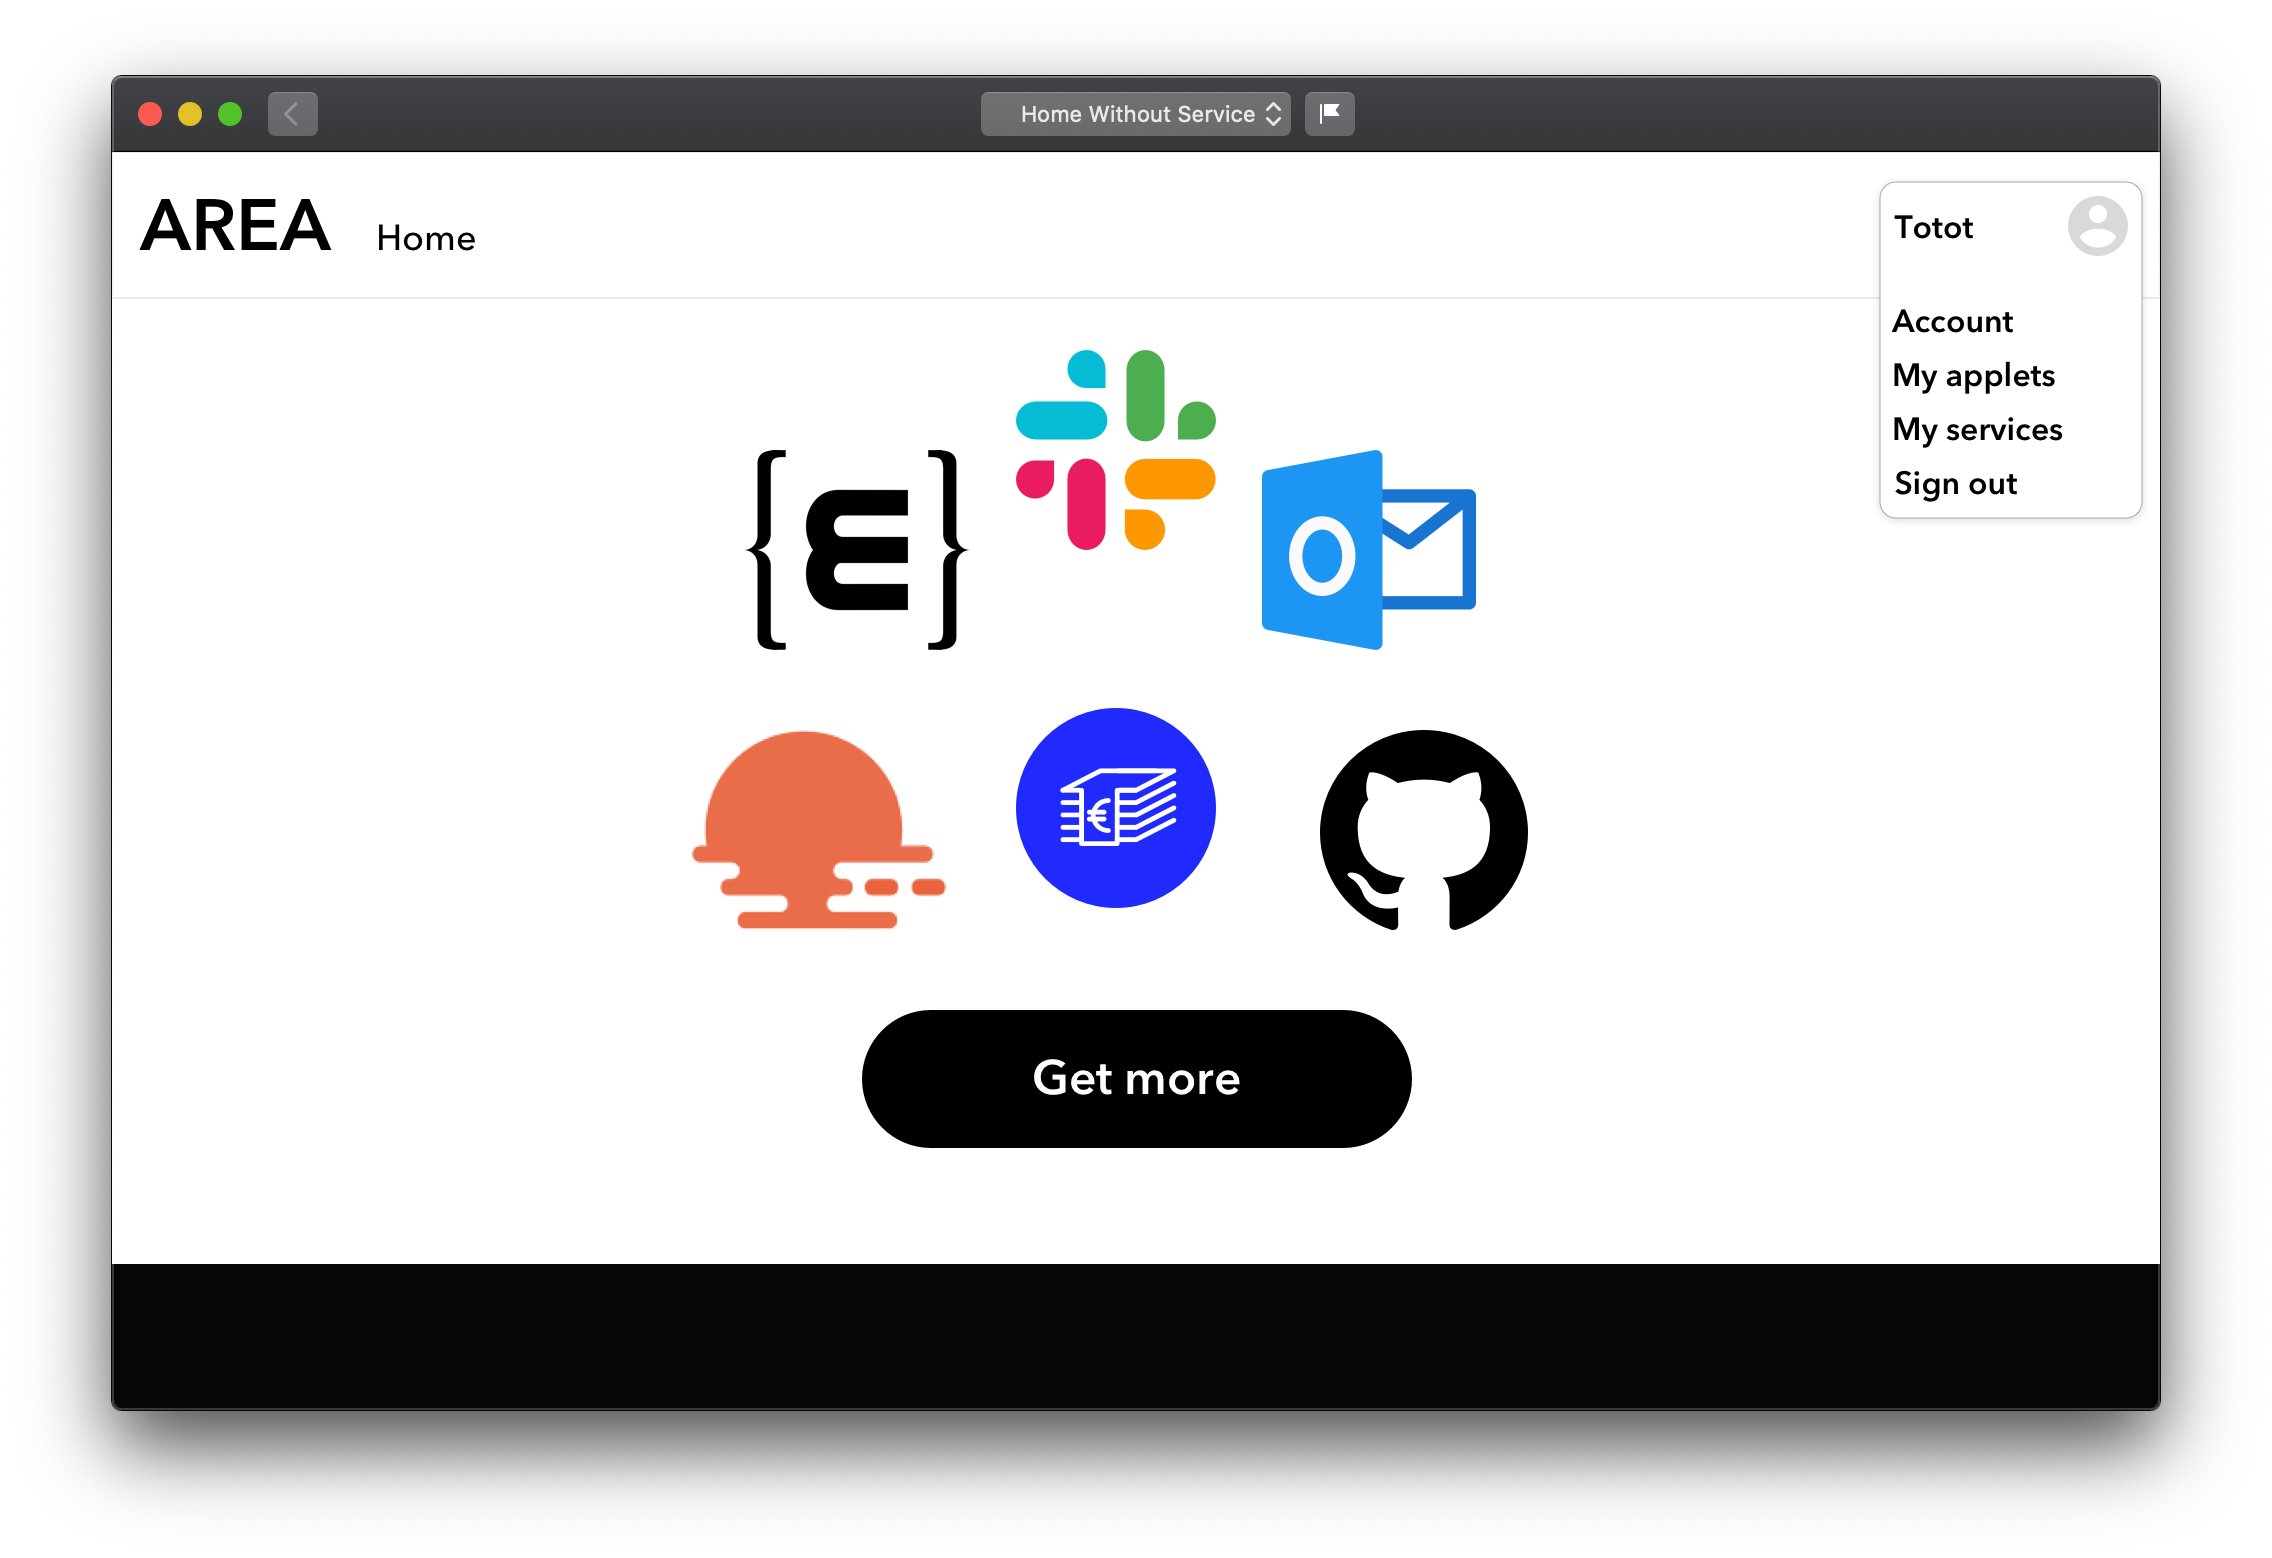 Home Without Service
AREA
Home
Totot
Account
My applets
My services
Sign out
Get more